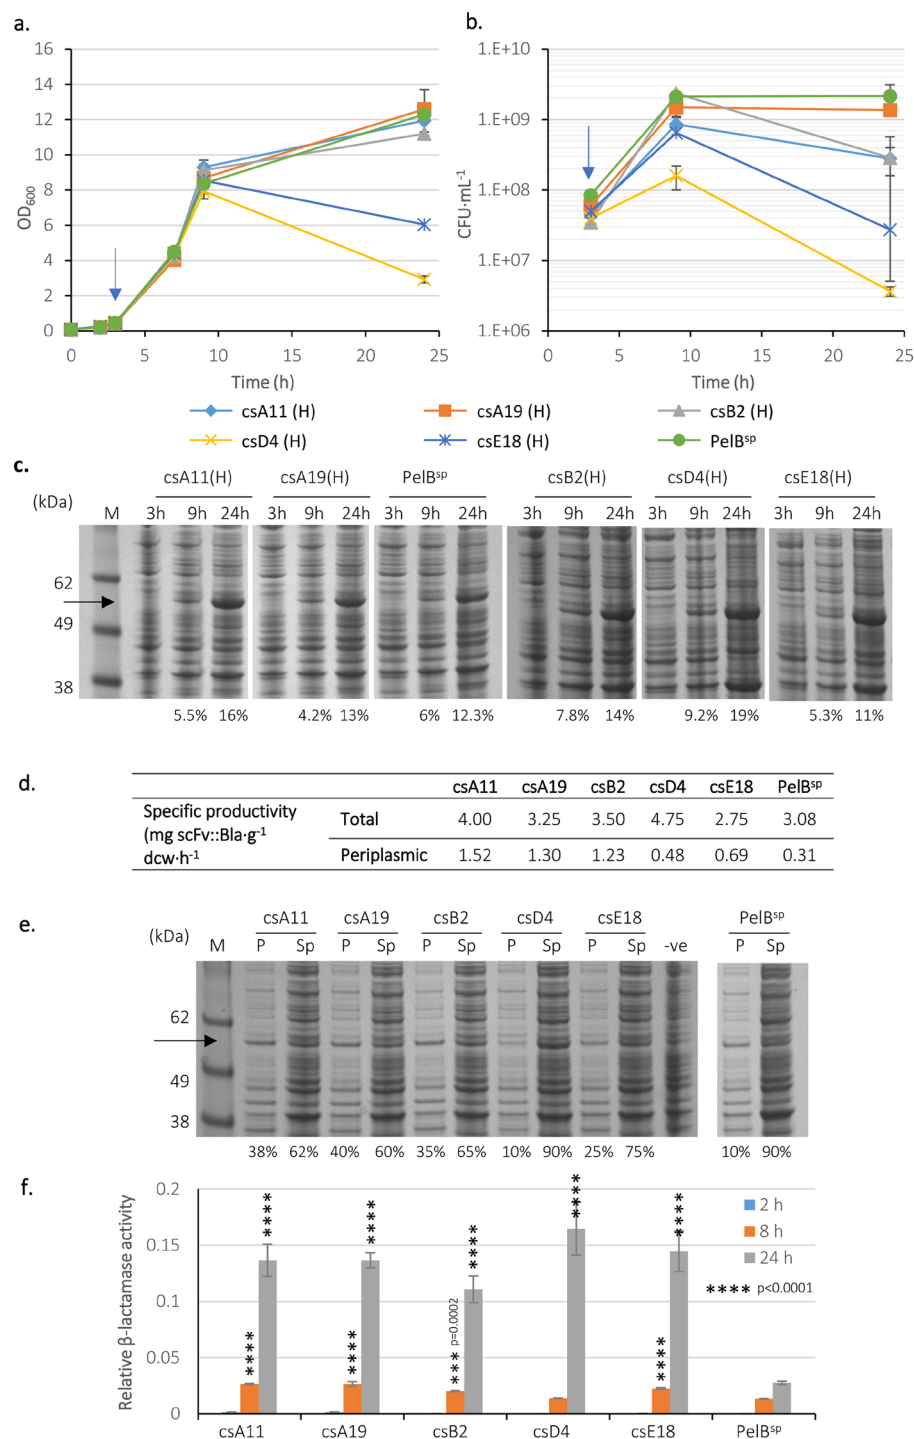 a.
b.
16
14
12
10
8
6
4
2
0
OD600
0 5 10 15 20 25
Time (h)
1.E+10
1.E+09
1.E+08
1.E+07
1.E+06
CFU·mL-1
0 5 10 15 20 25
Time (h)
csA11 (H) csA19 (H) csB2 (H)
csD4 (H) csE18 (H) PelBsp
c.
csA11(H) csA19(H) PelBsp csB2(H) csD4(H) csE18(H)
(kDa) M 3h 9h 24h 3h 9h 24h 3h 9h 24h 3h 9h 24h 3h 9h 24h 3h 9h 24h
62
49
38
5.5% 16% 4.2% 13% 6% 12.3% 7.8% 14% 9.2% 19% 5.3% 11%
d.
csA11 csA19 csB2 csD4 csE18 PelBsp
Specific productivity (mg scFv::Bla·g-1 dcw·h-1
Total 4.00 3.25 3.50 4.75 2.75 3.08
Periplasmic 1.52 1.30 1.23 0.48 0.69 0.31
e.
csA11 csA19 csB2 csD4 csE18 PelBsp
(kDa) M P Sp P Sp P Sp P Sp P Sp -ve P Sp
62
49
38
38% 62% 40% 60% 35% 65% 10% 90% 25% 75% 10% 90%
f.
Relative β-lactamase activity
0.2
0.15
0.1
0.05
0
**** **** **** **** ****
**** **** *** p=0.0002 ****
2 h
8 h
24 h
**** p<0.0001
csA11 csA19 csB2 csD4 csE18 PelBsp